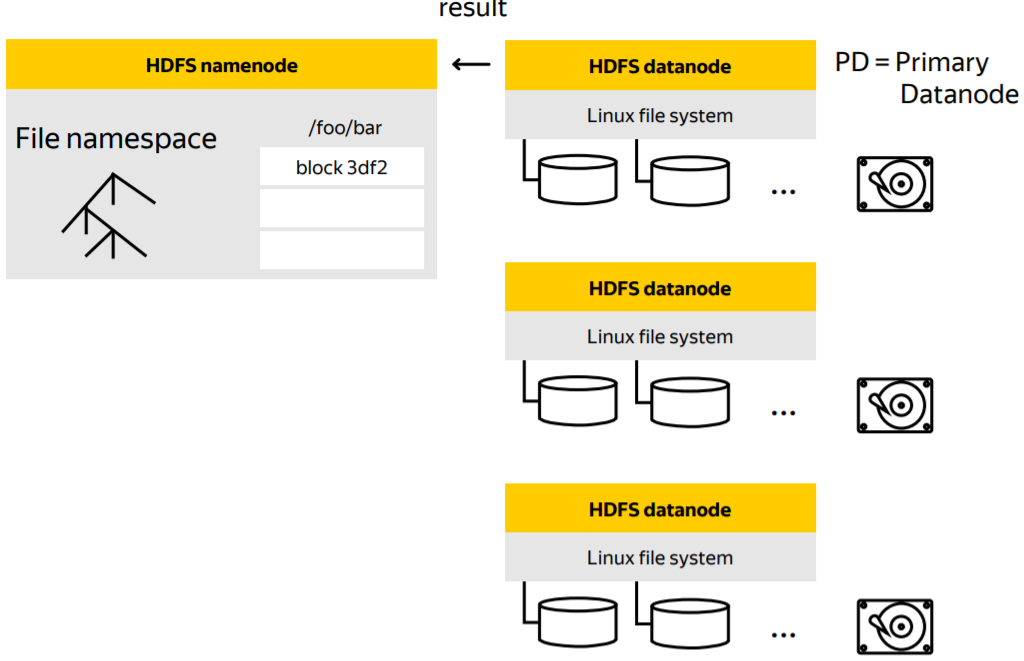 result
HDFS namenode
File namespace
/foo/bar
block 3df2
HDFS datanode
Linux file system
...
PD = Primary
Datanode
HDFS datanode
Linux file system
...
HDFS datanode
Linux file system
...